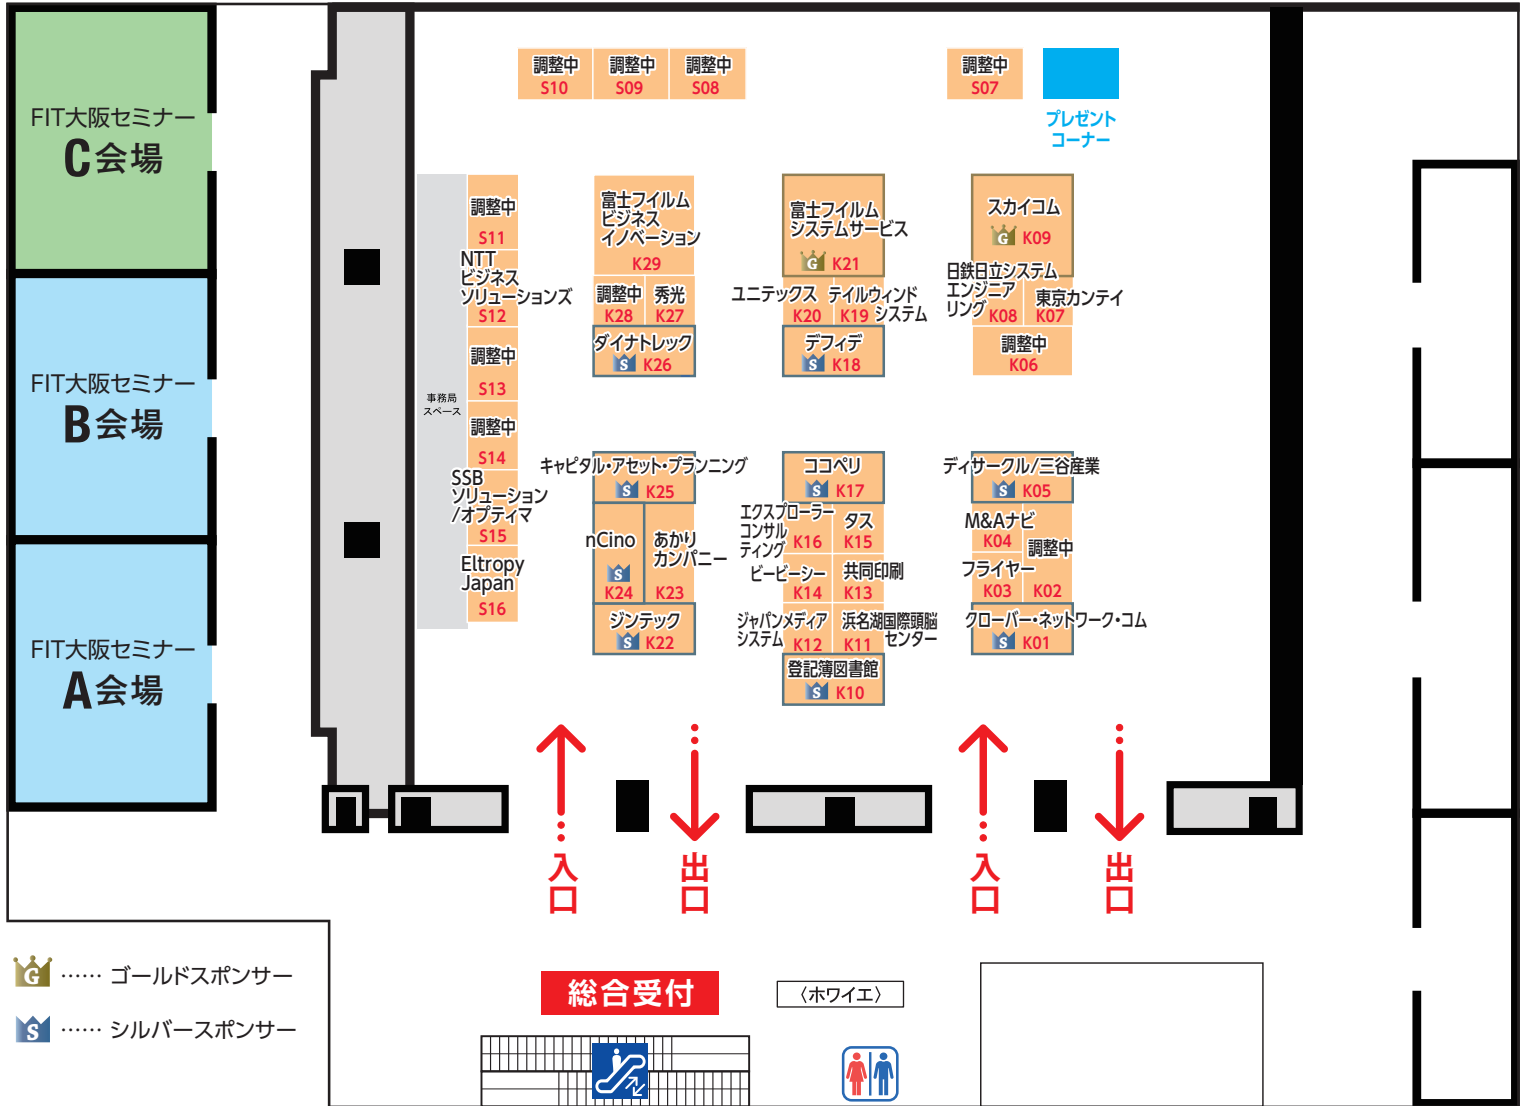 FIT大阪セミナー
C会場
FIT大阪セミナー
B会場
FIT大阪セミナー
A会場
調整中
S10
調整中
S09
調整中
S08
調整中
S07
プレゼント
コーナー
事務局
スペース
調整中
S11
NTT
ビジネス
ソリューションズ
S12
調整中
S13
調整中
S14
SSB
ソリューション
/オプティマ
S15
Eltropy
Japan
S16
富士フイルム
ビジネス
イノベーション
K29
調整中
K28
秀光
K27
ダイナトレック
S K26
富士フイルム
システムサービス
G K21
ユニテックス
K20
テイルウィンド
システム
K19
デフィデ
S K18
スカイコム
G K09
日鉄日立システム
エンジニア
リング K08
東京カンテイ
K07
調整中
K06
キャピタル・アセット・プランニング
S K25
nCino
S
K24
あかり
カンパニー
K23
ジンテック
S K22
ココペリ
S K17
エクスプローラー
コンサル
ティング K16
タス
K15
ビービーシー
K14
共同印刷
K13
ジャパンメディア
システム K12
浜名湖国際頭脳
センター
K11
登記簿図書館
S K10
ディサークル/三谷産業
S K05
M&Aナビ
K04
調整中
K02
フライヤー
K03
クローバー・ネットワーク・コム
S K01
入口
出口
入口
出口
G …… ゴールドスポンサー
S …… シルバースポンサー
総合受付
〈ホワイエ〉